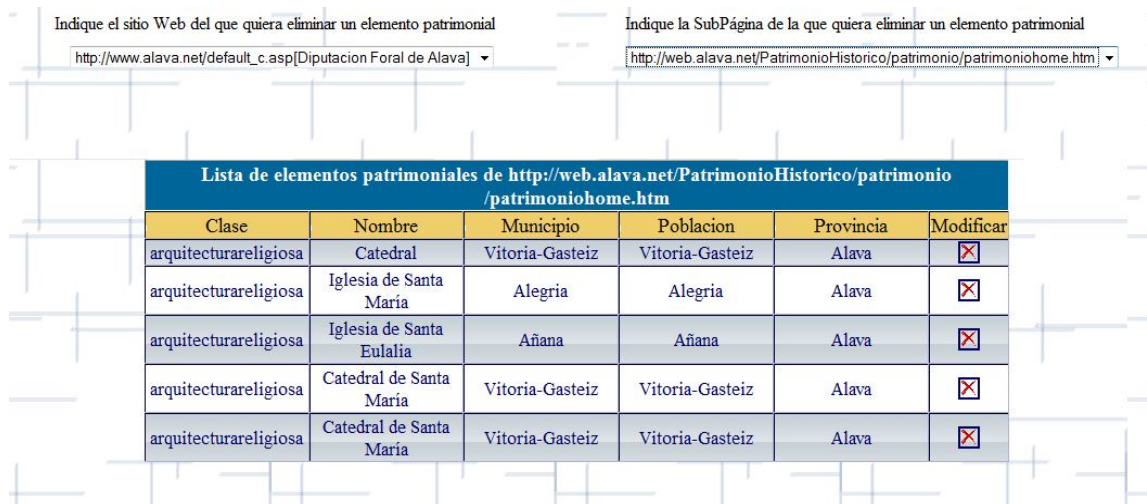 Indique el sitio Web del que quiera eliminar un elemento patrimonial
Indique la SubPágina de la que quiera eliminar un elemento patrimonial
http://www.alava.net/default_c.asp[Diputacion Foral de Alava]
http://web.alava.net/PatrimonioHistorico/patrimonio/patrimoniohome.htm
Lista de elementos patrimoniales de http://web.alava.net/PatrimonioHistorico/patrimonio
/patrimoniohome.htm
Clase Nombre Municipio Poblacion Provincia Modificar
arquitecturareligiosa Catedral Vitoria-Gasteiz Vitoria-Gasteiz Alava
arquitecturareligiosa Iglesia de Santa María Alegria Alegria Alava
arquitecturareligiosa Iglesia de Santa Eulalia Añana Añana Alava
arquitecturareligiosa Catedral de Santa María Vitoria-Gasteiz Vitoria-Gasteiz Alava
arquitecturareligiosa Catedral de Santa María Vitoria-Gasteiz Vitoria-Gasteiz Alava